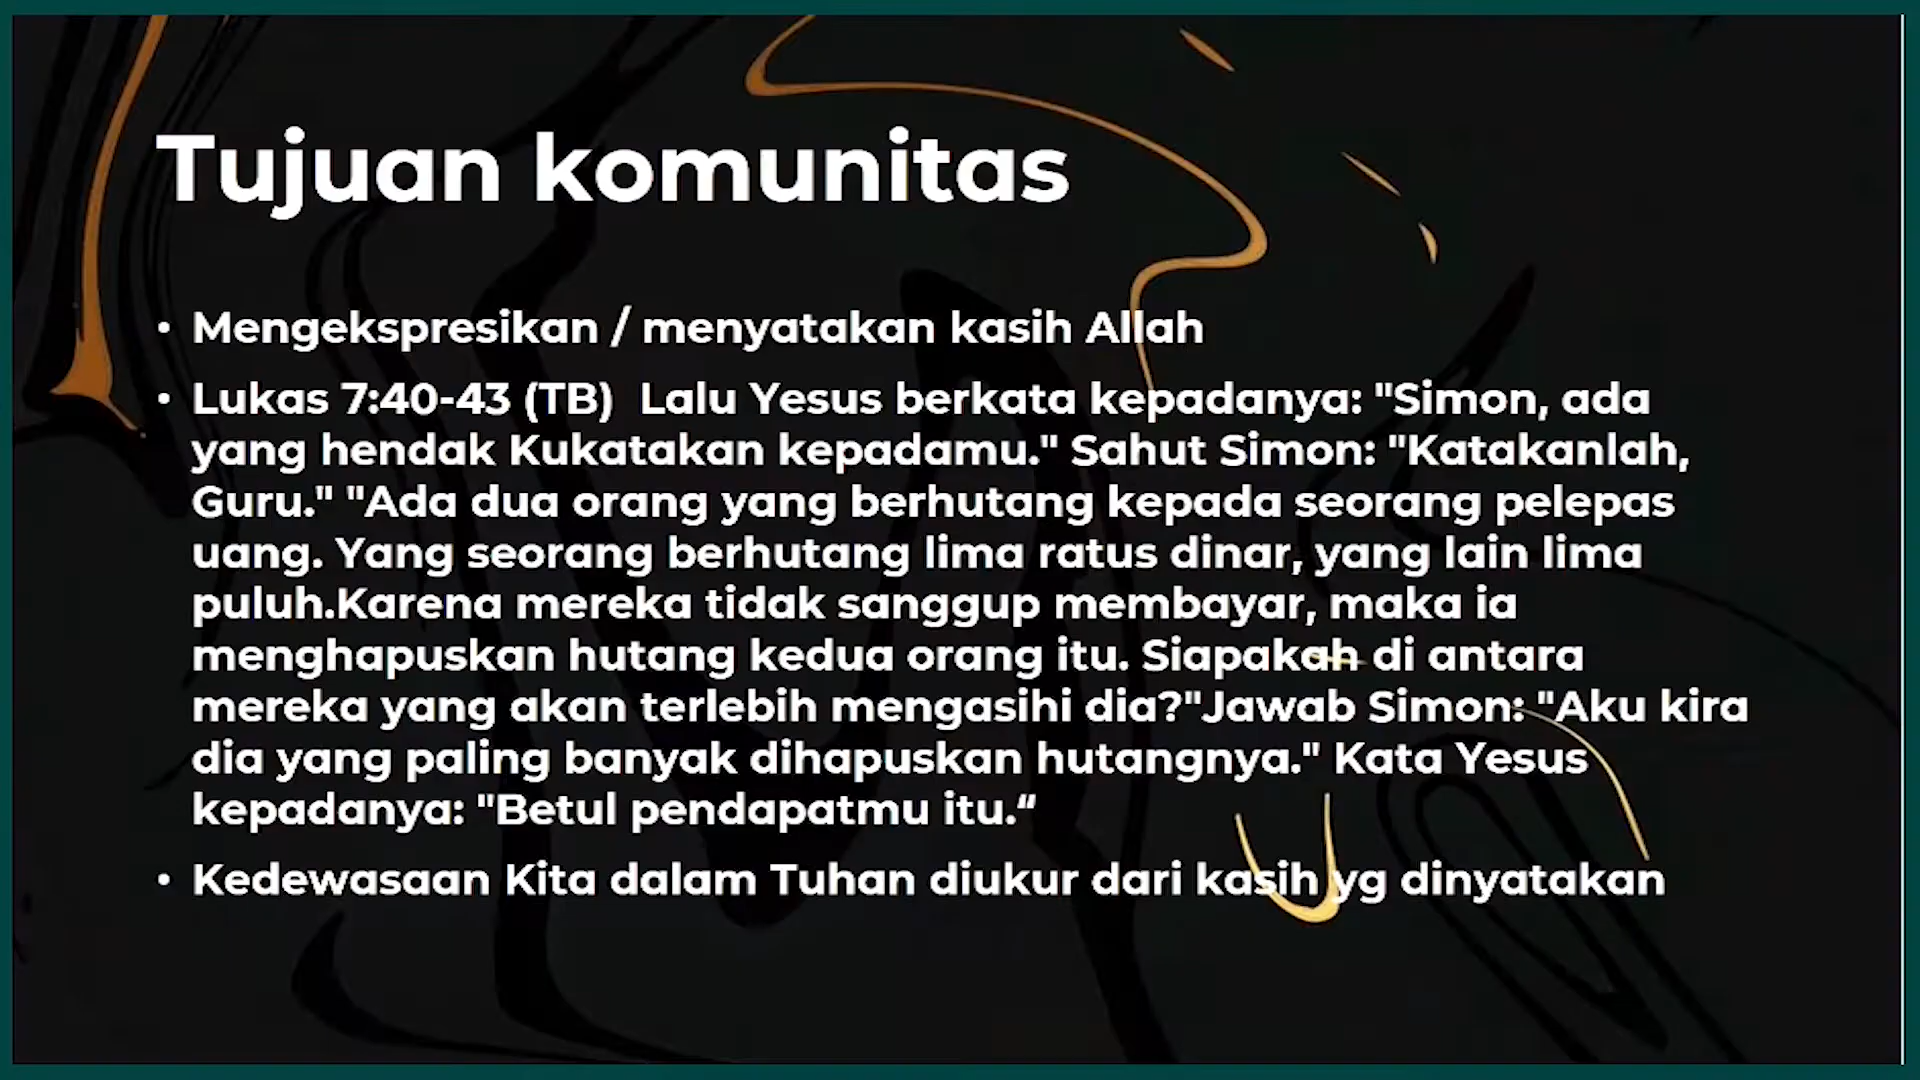 Tujuan komunitas
• Mengekspresikan / menyatakan kasih Allah
• Lukas 7:40-43 (TB)  Lalu Yesus berkata kepadanya: "Simon, ada
yang hendak Kukatakan kepadamu." Sahut Simon: "Katakanlah,
Guru." "Ada dua orang yang berhutang kepada seorang pelepas
uang. Yang seorang berhutang lima ratus dinar, yang lain lima
puluh.Karena mereka tidak sanggup membayar, maka ia
menghapuskan hutang kedua orang itu. Siapakah di antara
mereka yang akan terlebih mengasihi dia?"Jawab Simon: "Aku kira
dia yang paling banyak dihapuskan hutangnya." Kata Yesus
kepadanya: "Betul pendapatmu itu.“
• Kedewasaan Kita dalam Tuhan diukur dari kasih yg dinyatakan